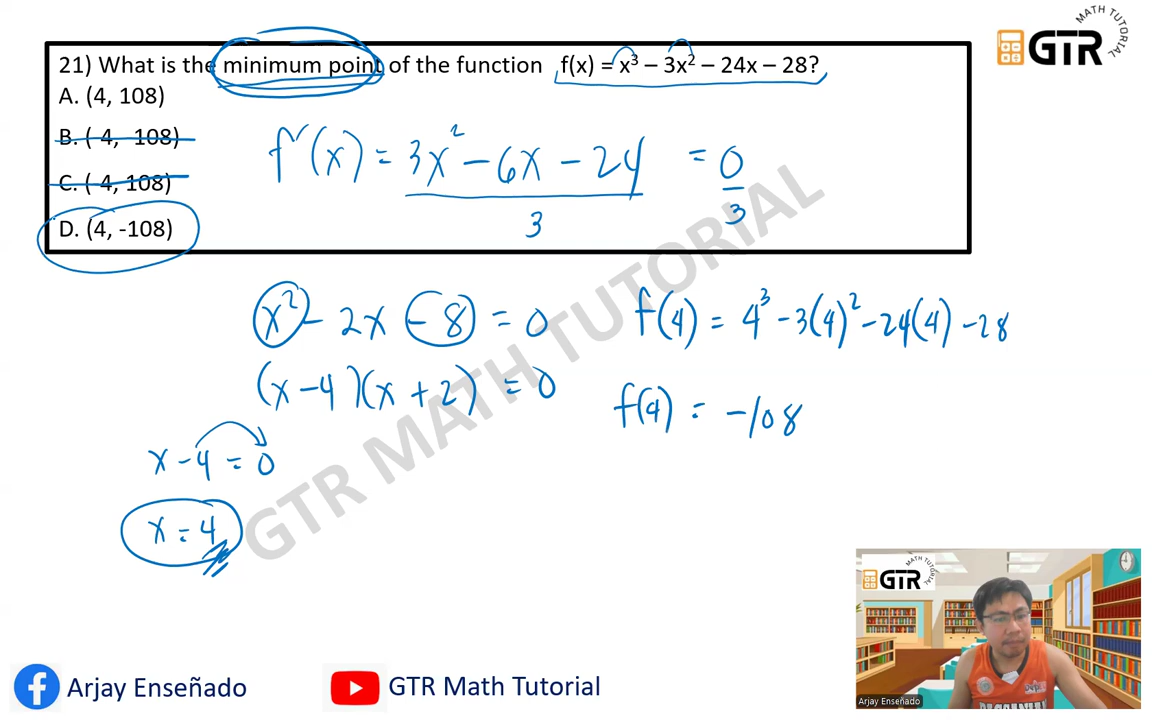 MATH TUTORIAL
GTR
21) What is the minimum point of the function f(x) = x³ – 3x² – 24x – 28?
A. (4, 108)
B. (-4, -108)
C. (-4, 108)
D. (4, -108)
f'(x) = 3x² - 6x - 24 = 0
3 3
x² - 2x - 8 = 0
(x - 4)(x + 2) = 0
x - 4 = 0
x = 4
f(4) = 4³ - 3(4)² - 24(4) - 28
f(4) = -108
GTR MATH TUTORIAL
Arjay Enseñado
GTR Math Tutorial
MATH TUTORIAL
GTR
Arjay Enseñado